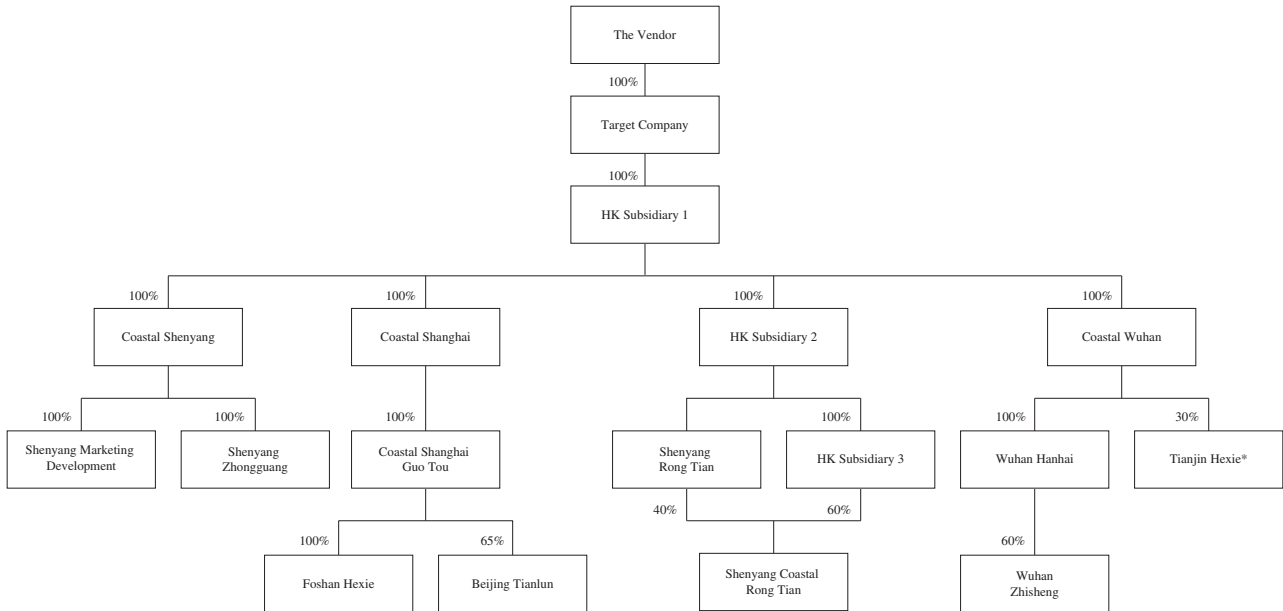 The Vendor
100%
Target Company
100%
HK Subsidiary 1
100% 100% 100% 100%
Coastal Shenyang Coastal Shanghai HK Subsidiary 2 Coastal Wuhan
100% 100% 100% 100% 100% 30%
Shenyang Marketing
Development
Shenyang
Zhongguang
Coastal Shanghai
Guo Tou
Shenyang
Rong Tian
HK Subsidiary 3
Wuhan Hanhai
Tianjin Hexie*
100% 65% 40% 60% 60%
Foshan Hexie
Beijing Tianlun
Shenyang Coastal
Rong Tian
Wuhan
Zhisheng